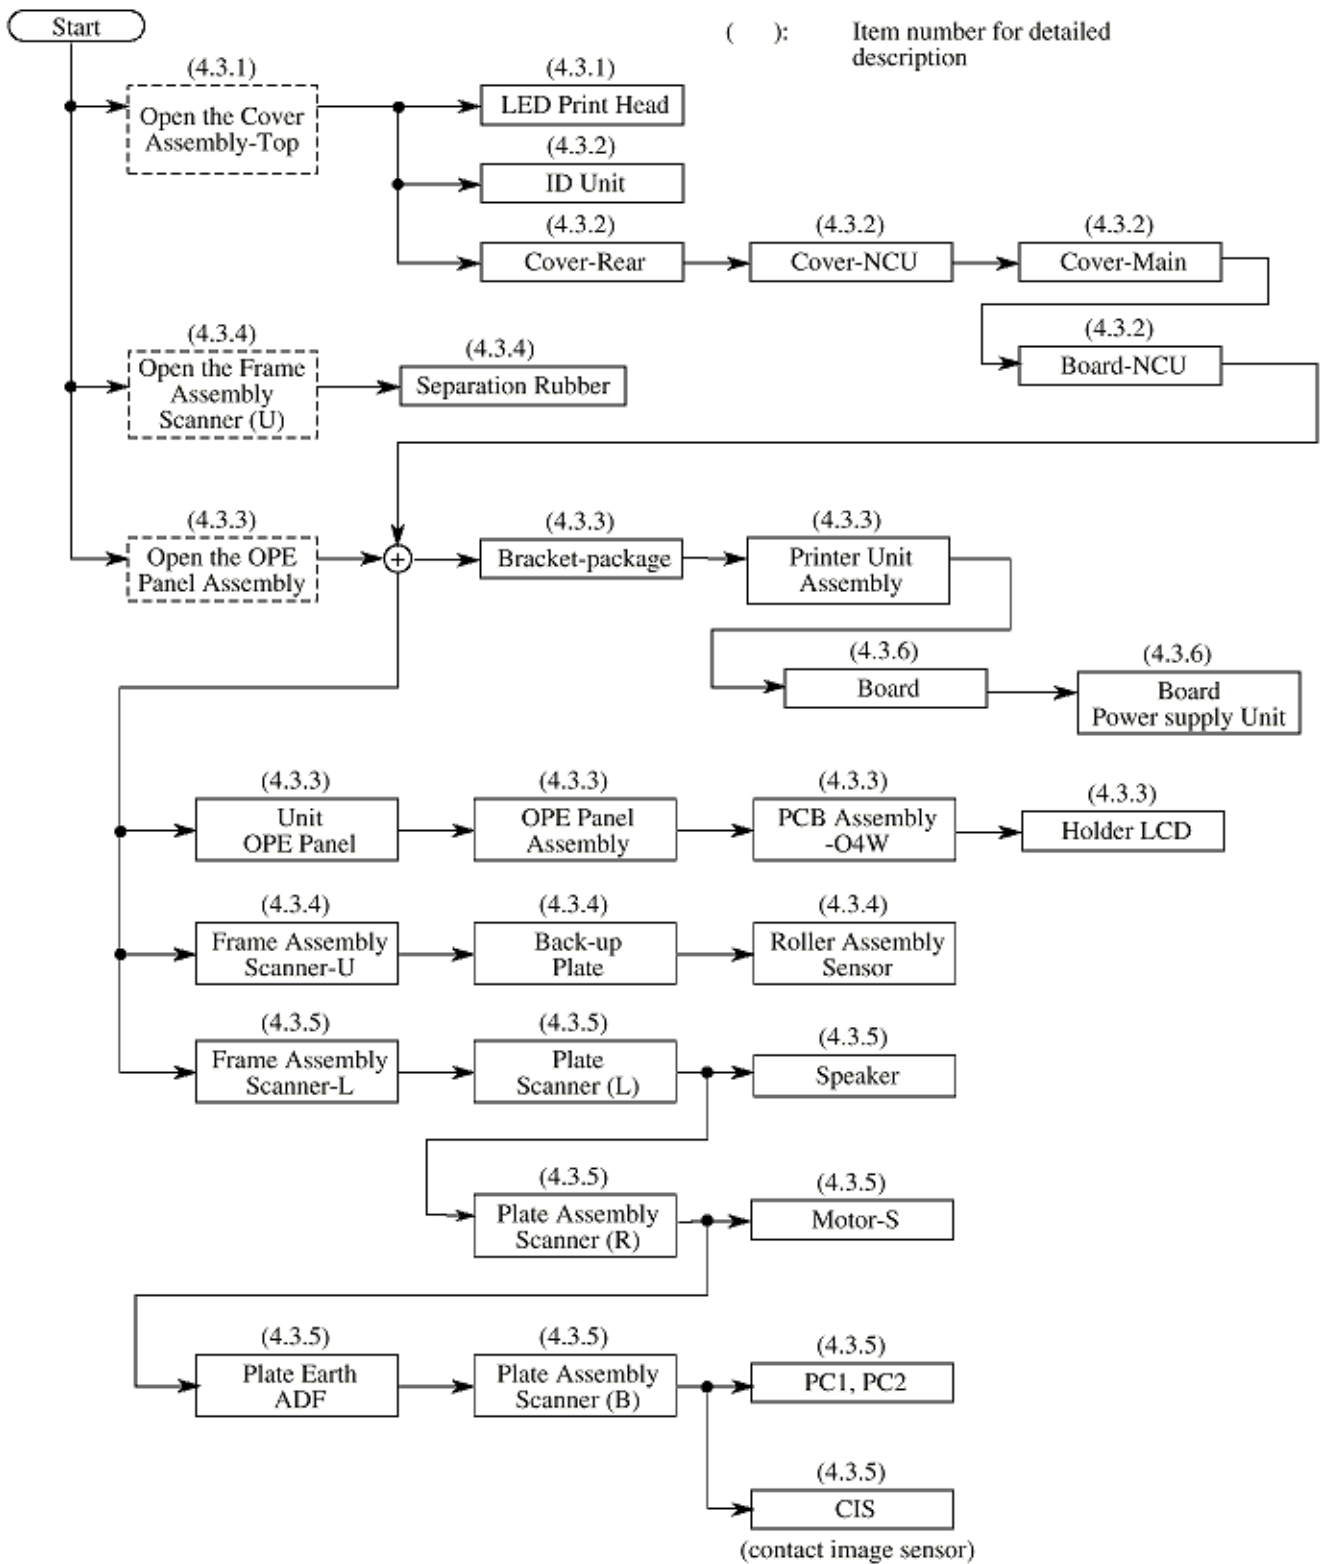 Start
( ): Item number for detailed
description
(4.3.1)
Open the Cover
Assembly-Top
(4.3.1)
LED Print Head
(4.3.2)
ID Unit
(4.3.2)
Cover-Rear
(4.3.2)
Cover-NCU
(4.3.2)
Cover-Main
(4.3.2)
Board-NCU
(4.3.4)
Open the Frame
Assembly
Scanner (U)
(4.3.4)
Separation Rubber
(4.3.3)
Open the OPE
Panel Assembly
+
(4.3.3)
Bracket-package
(4.3.3)
Printer Unit
Assembly
(4.3.6)
Board
(4.3.6)
Board
Power supply Unit
(4.3.3)
Unit
OPE Panel
(4.3.3)
OPE Panel
Assembly
(4.3.3)
PCB Assembly
-O4W
(4.3.3)
Holder LCD
(4.3.4)
Frame Assembly
Scanner-U
(4.3.4)
Back-up
Plate
(4.3.4)
Roller Assembly
Sensor
(4.3.5)
Frame Assembly
Scanner-L
(4.3.5)
Plate
Scanner (L)
(4.3.5)
Speaker
(4.3.5)
Plate Assembly
Scanner (R)
(4.3.5)
Motor-S
(4.3.5)
Plate Earth
ADF
(4.3.5)
Plate Assembly
Scanner (B)
(4.3.5)
PC1, PC2
(4.3.5)
CIS
(contact image sensor)